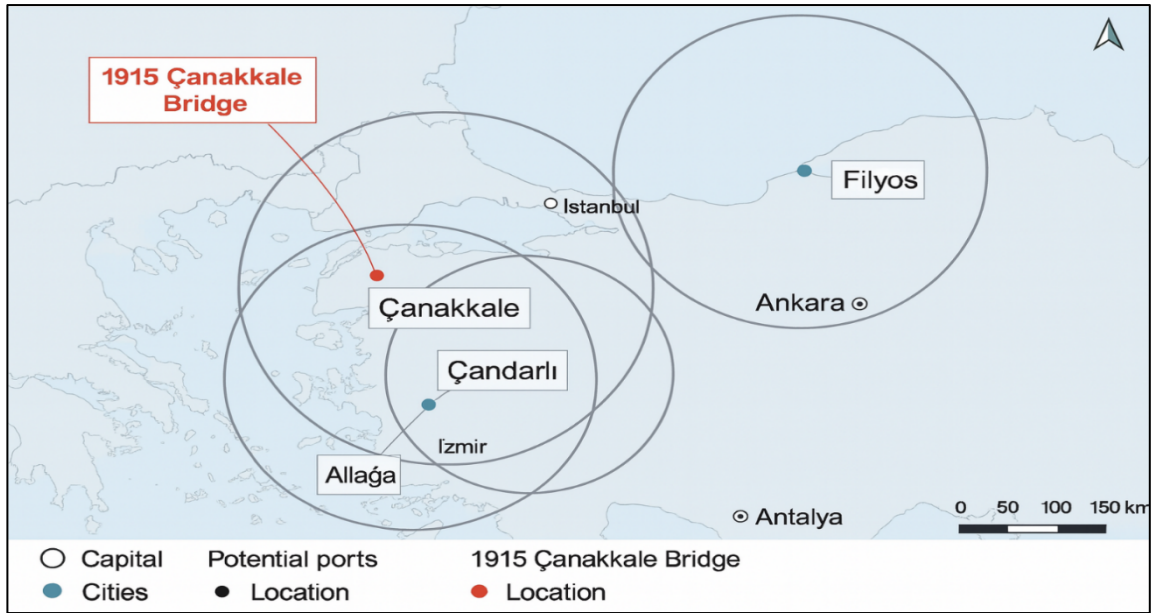 1915 Çanakkale
Bridge
Istanbul
Filyos
Çanakkale
Ankara
Çandarlı
İzmir
Allaǵa
Antalya
0 50 100 150 km
Capital Potential ports 1915 Çanakkale Bridge
Cities Location Location